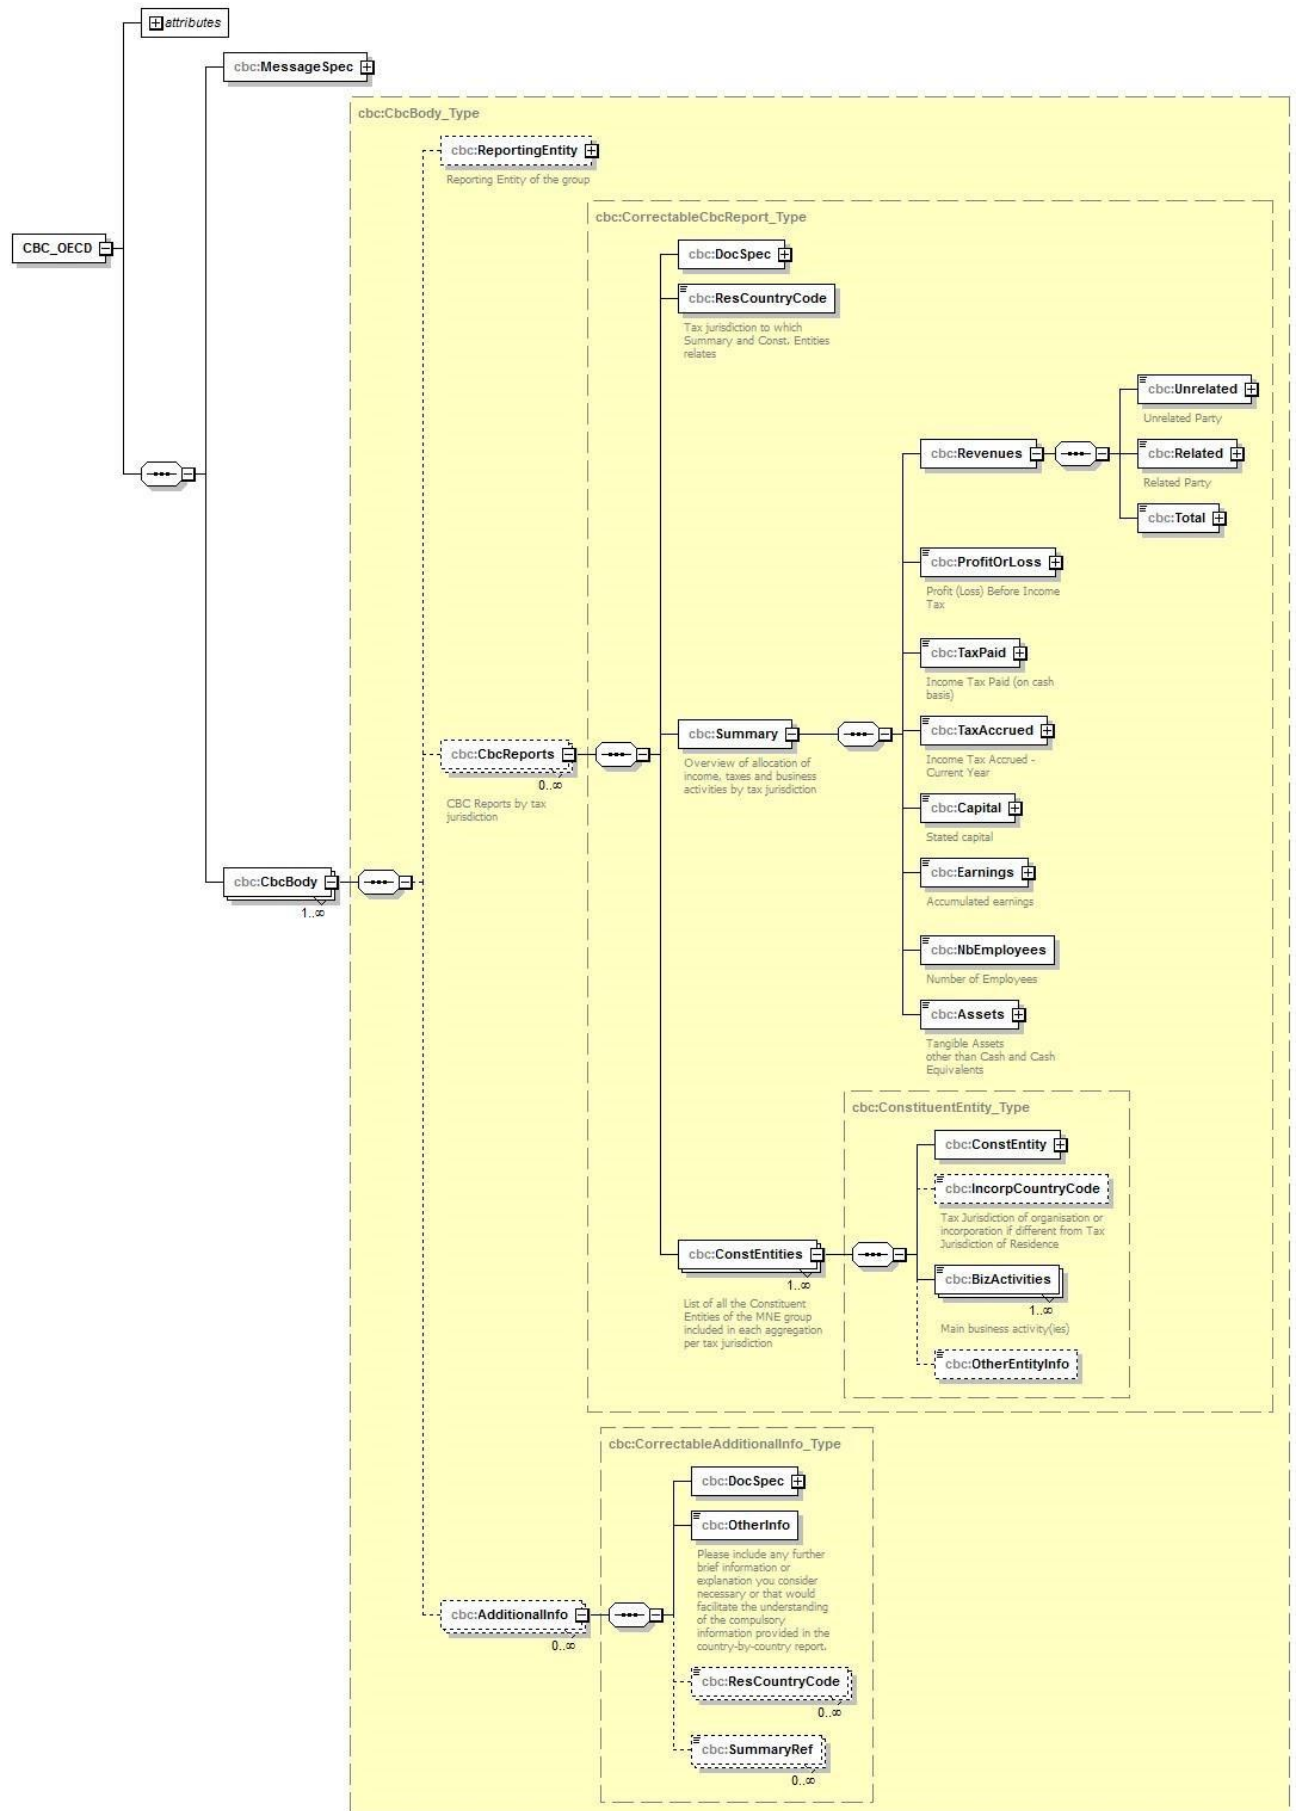 attributes
cbc:MessageSpec
cbc:CbcBody_Type
cbc:ReportingEntity
Reporting Entity of the group
cbc:CorrectableCbcReport_Type
CBC_OECD
cbc:DocSpec
cbc:ResCountryCode
Tax jurisdiction to which
Summary and Const. Entities
relates
cbc:Unrelated
Unrelated Party
cbc:Revenues
cbc:Related
Related Party
cbc:Total
cbc:ProfitOrLoss
Profit (Loss) Before Income
Tax
cbc:TaxPaid
Income Tax Paid (on cash
basis)
cbc:TaxAccrued
Income Tax Accrued -
Current Year
cbc:Summary
Overview of allocation of
income, taxes and business
activities by tax jurisdiction
cbc:CbcReports
0..∞
CBC Reports by tax
jurisdiction
cbc:Capital
Stated capital
cbc:Earnings
Accumulated earnings
cbc:CbcBody
1..∞
cbc:NbEmployees
Number of Employees
cbc:Assets
Tangible Assets
other than Cash and Cash
Equivalents
cbc:ConstituentEntity_Type
cbc:ConstEntity
cbc:IncorpCountryCode
Tax Jurisdiction of organisation or
incorporation if different from Tax
Jurisdiction of Residence
cbc:ConstEntities
1..∞
List of all the Constituent
Entities of the MNE group
included in each aggregation
per tax jurisdiction
cbc:BizActivities
1..∞
Main business activity(ies)
cbc:OtherEntityInfo
cbc:CorrectableAdditionalInfo_Type
cbc:DocSpec
cbc:OtherInfo
Please include any further
brief information or
explanation you consider
necessary or that would
facilitate the understanding
of the compulsory
information provided in the
country-by-country report.
cbc:AdditionalInfo
0..∞
cbc:ResCountryCode
0..∞
cbc:SummaryRef
0..∞